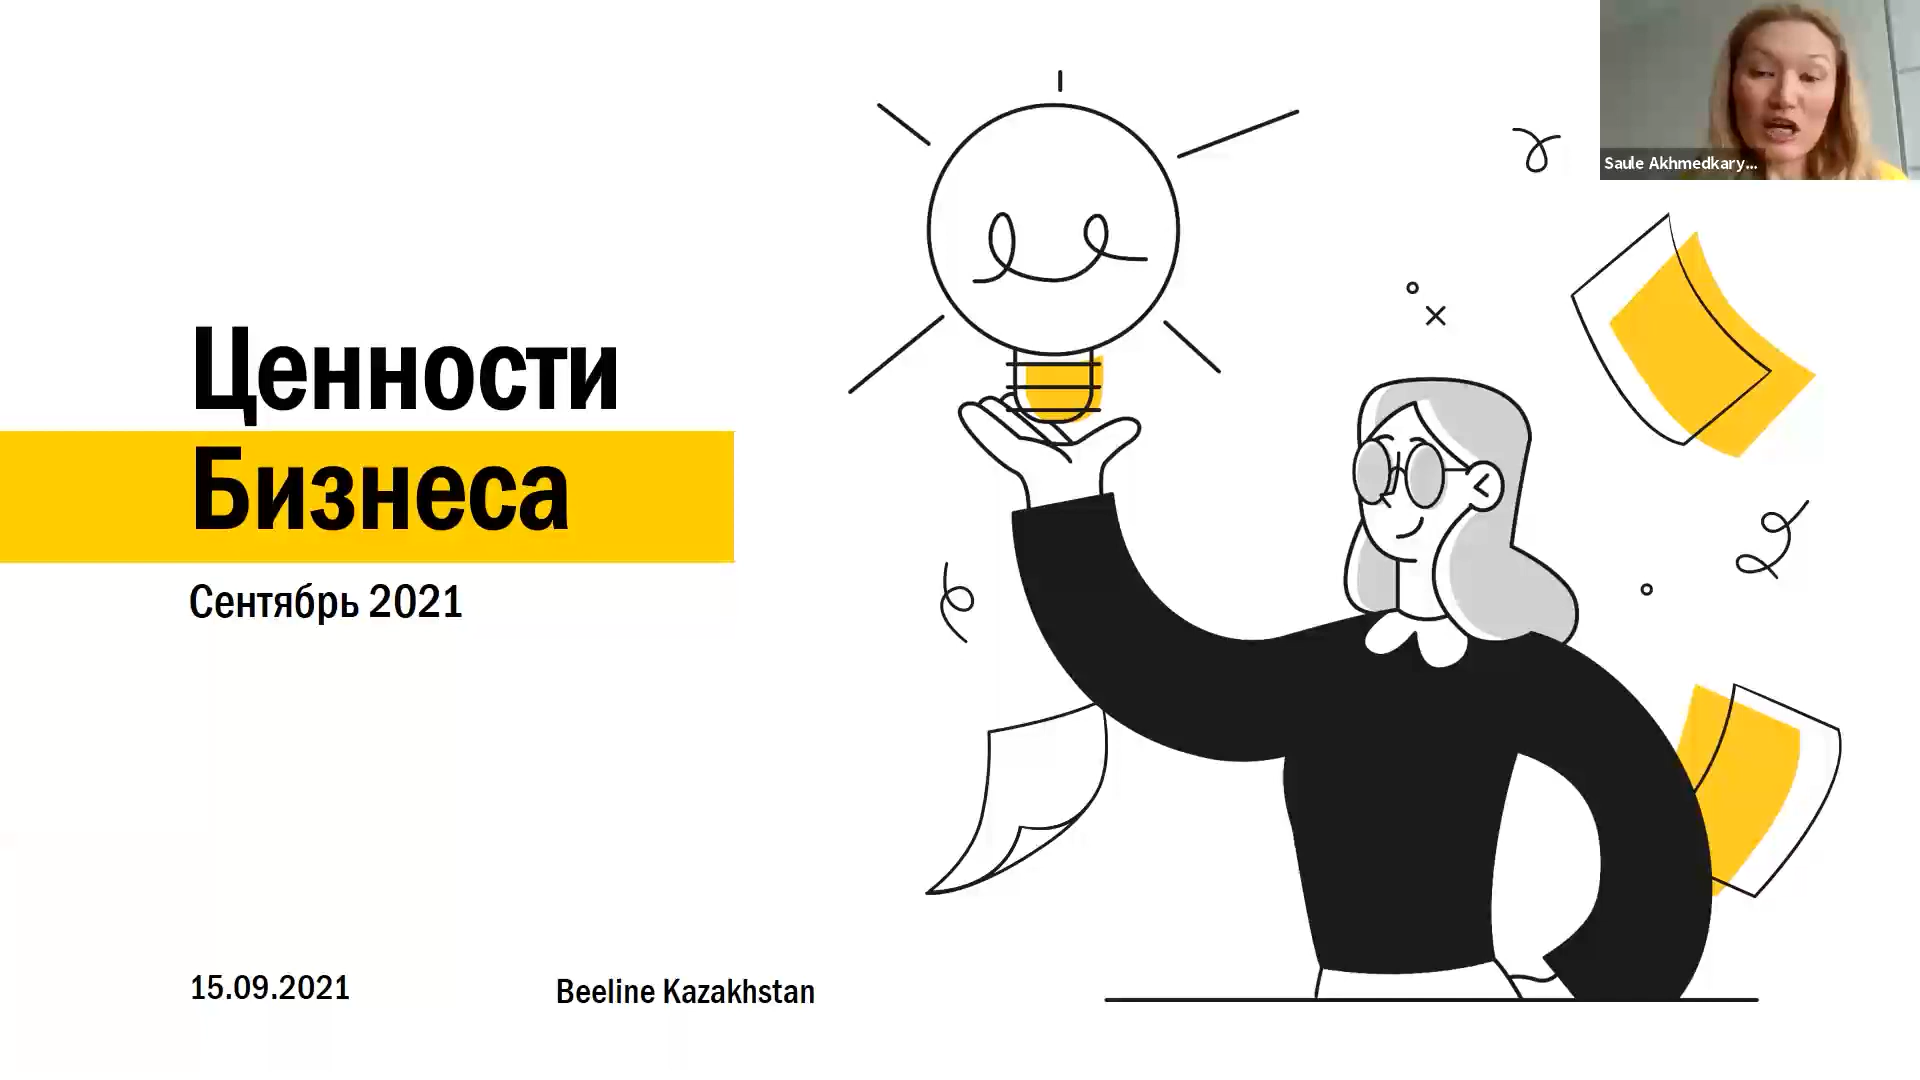 Saule Akhmedkary...
Ценности
Бизнеса
Сентябрь 2021
15.09.2021
Beeline Kazakhstan